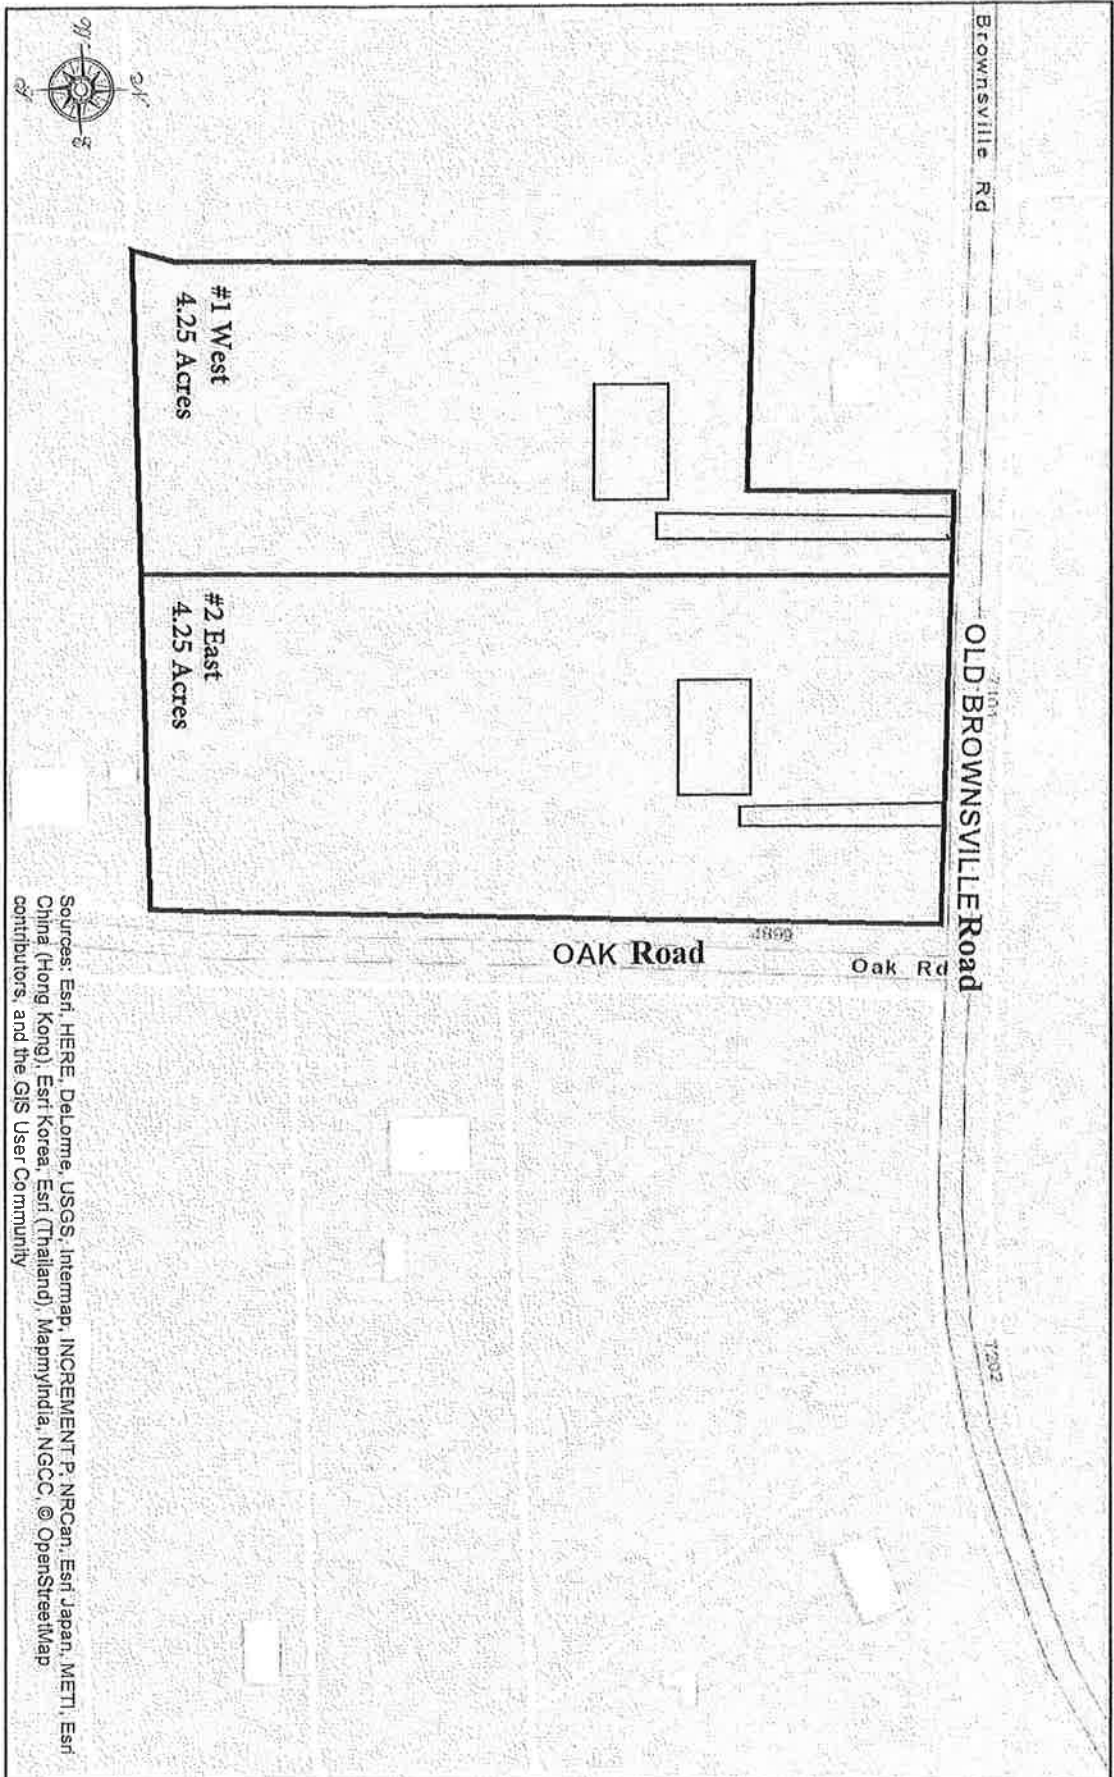 N
W
E
S
Brownsville Rd
OLD BROWNSVILLE Road
7101
7202
#1 West
4.25 Acres
#2 East
4.25 Acres
OAK Road
4899
Oak Rd
Sources: Esri, HERE, DeLorme, USGS, Intermap, INCREMENT P, NRCan, Esri Japan, METI, Esri
China (Hong Kong), Esri Korea, Esri (Thailand), MapmyIndia, NGCC, © OpenStreetMap
contributors, and the GIS User Community